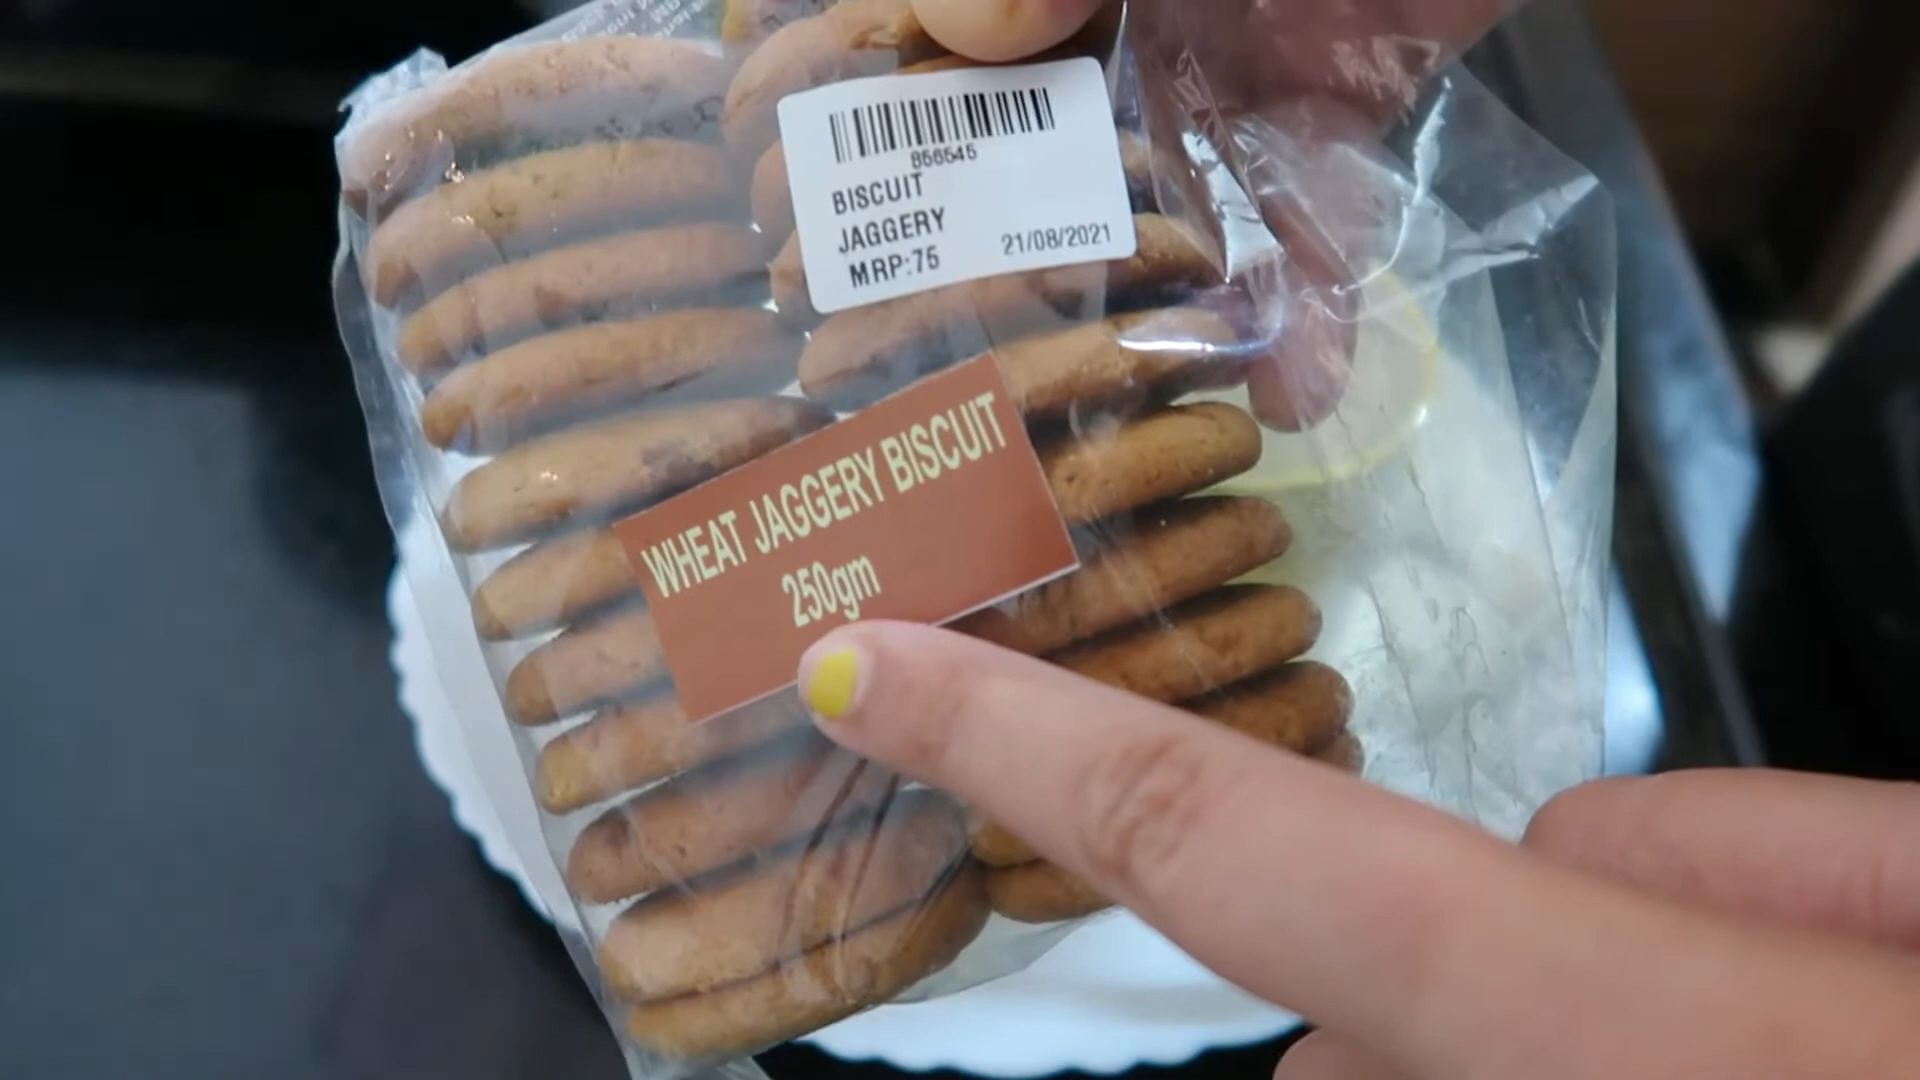 856545
BISCUIT
JAGGERY
MRP:75 21/08/2021
WHEAT JAGGERY BISCUIT
250gm